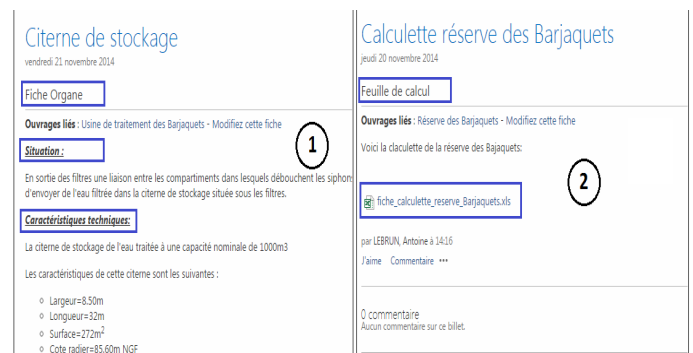 Citerne de stockage
vendredi 21 novembre 2014
Fiche Organe
Ouvrages liés : Usine de traitement des Barjaquets - Modifiez cette fiche
Situation :
1
En sortie des filtres une liaison entre les compartiments dans lesquels débouchent les siphon
d'envoyer de l'eau filtrée dans la citerne de stockage située sous les filtres.
Caractéristiques techniques:
La citerne de stockage de l'eau traitée à une capacité nominale de 1000m3
Les caractéristiques de cette citerne sont les suivantes :
Largeur=8.50m
Longueur=32m
Surface=272m²
Cote radier=85.60m NGF
Calculette réserve des Barjaquets
jeudi 20 novembre 2014
Feuille de calcul
Ouvrages liés : Réserve des Barjaquets - Modifiez cette fiche
Voici la claculette de la réserve des Bajaquets:
2
fiche_calculette_reserve_Barjaquets.xls
par LEBRUN, Antoine à 14:16
J'aime Commentaire •••
0 commentaire
Aucun commentaire sur ce billet.